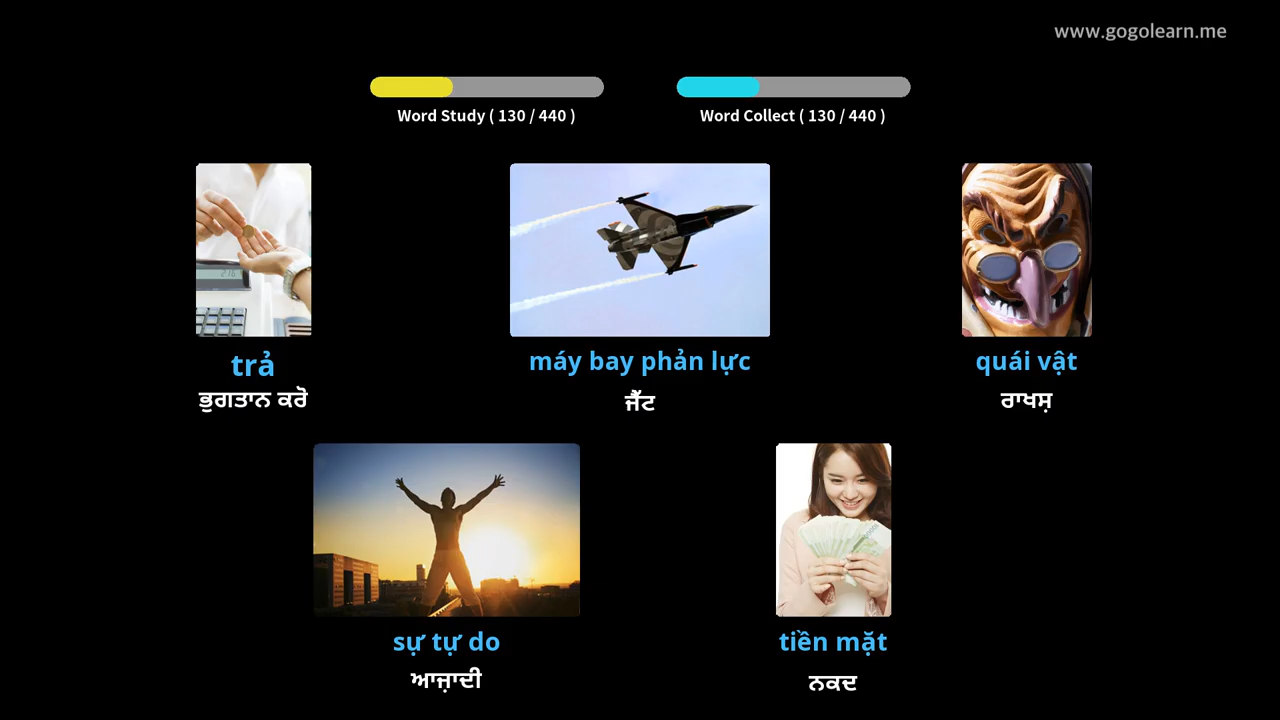 www.gogolearn.me
Word Study ( 130 / 440 )
Word Collect ( 130 / 440 )
trả
ਭੁਗਤਾਨ ਕਰੋ
máy bay phản lực
ਜੈੱਟ
quái vật
ਰਾਖਸ਼
sự tự do
ਆਜ਼ਾਦੀ
tiền mặt
ਨਕਦ